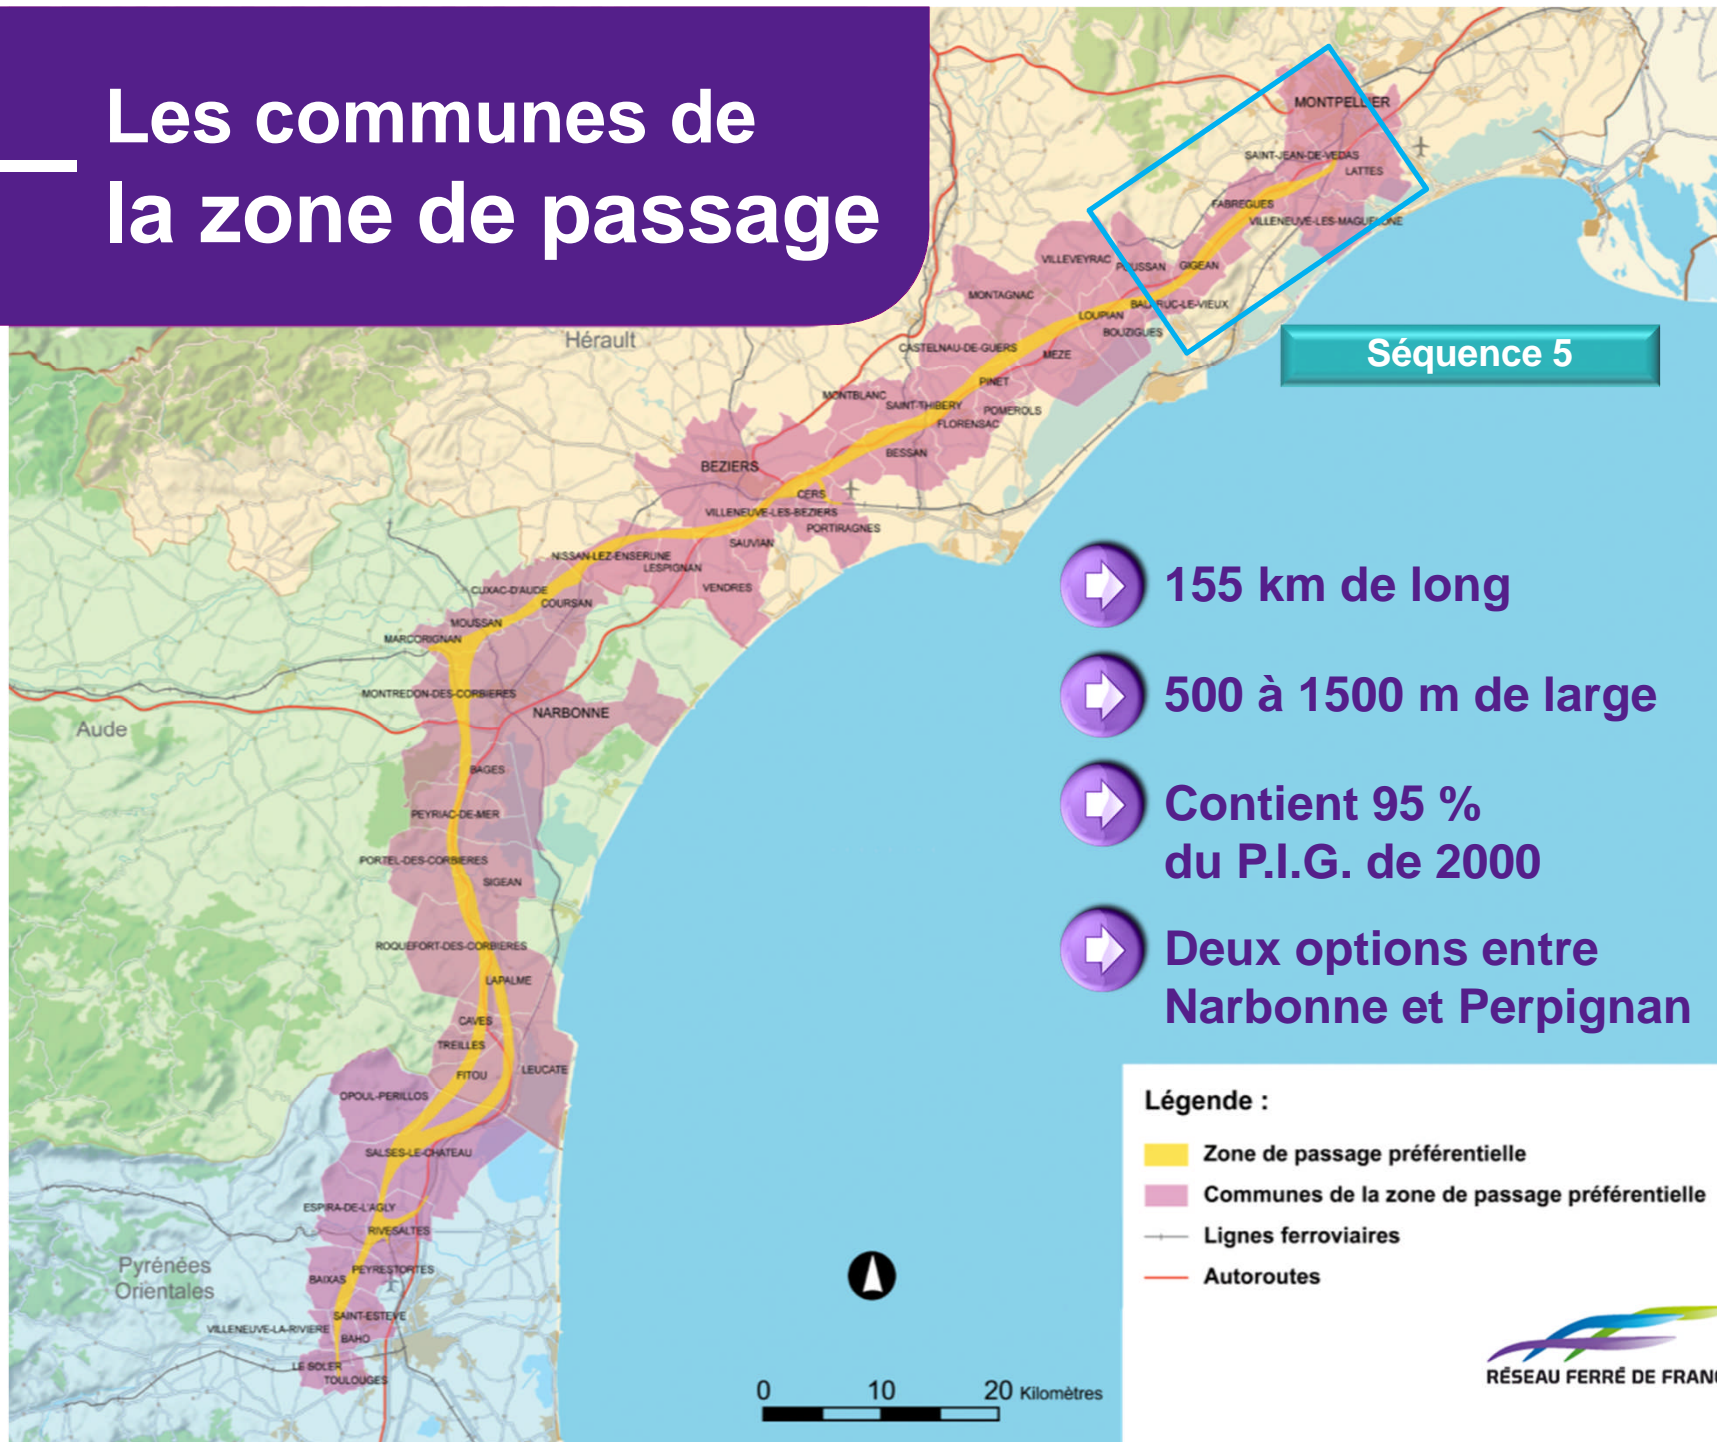 Les communes de
la zone de passage
MONTPELLIER
SAINT-JEAN-DE-VEDAS
LATTES
FABREGUES
VILLENEUVE-LES-MAGUELONE
VILLEVEYRAC
POUSSAN
GIGEAN
MONTAGNAC
BALARUC-LE-VIEUX
LOUPIAN
BOUZIGUES
Hérault
CASTELNAU-DE-GUERS
MEZE
Séquence 5
PINET
MONTBLANC
SAINT-THIBERY
POMEROLS
FLORENSAC
BESSAN
BEZIERS
CERS
VILLENEUVE-LES-BEZIERS
PORTIRAGNES
SAUVIAN
NISSAN-LEZ-ENSERUNE
LESPIGNAN
VENDRES
CUXAC-D'AUDE
COURSAN
MOUSSAN
MARCORIGNAN
MONTREDON-DES-CORBIERES
NARBONNE
Aude
BAGES
PEYRIAC-DE-MER
PORTEL-DES-CORBIERES
SIGEAN
ROQUEFORT-DES-CORBIERES
LAPALME
CAVES
TREILLES
FITOU
LEUCATE
OPOUL-PERILLOS
SALSES-LE-CHATEAU
ESPIRA-DE-L'AGLY
RIVESALTES
Pyrénées
Orientales
PEYRESTORTES
BAIXAS
SAINT-ESTEVE
VILLENEUVE-LA-RIVIERE
BAHO
LE SOLER
TOULOUGES
155 km de long
500 à 1500 m de large
Contient 95 %
du P.I.G. de 2000
Deux options entre
Narbonne et Perpignan
Légende :
Zone de passage préférentielle
Communes de la zone de passage préférentielle
Lignes ferroviaires
Autoroutes
0 10 20 Kilomètres
RÉSEAU FERRÉ DE FRANC